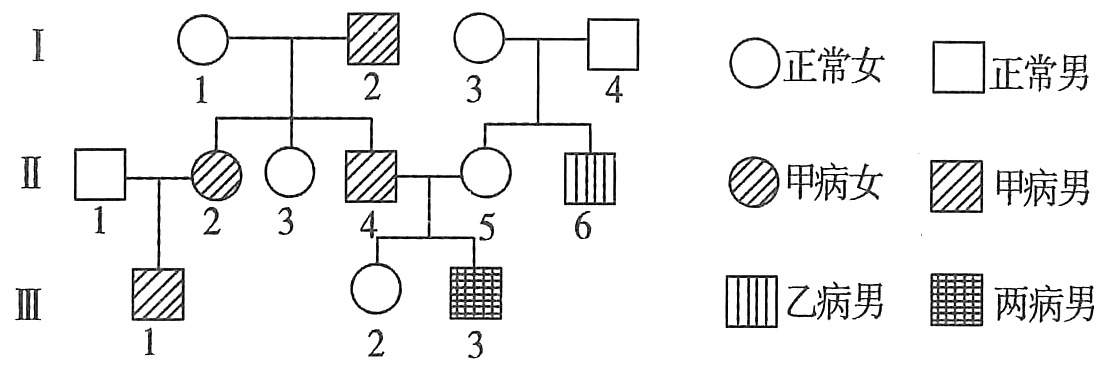 Ⅰ 1 2 3 4 正常女 正常男
Ⅱ 1 2 3 4 5 6 甲病女 甲病男
Ⅲ 1 2 3 乙病男 两病男